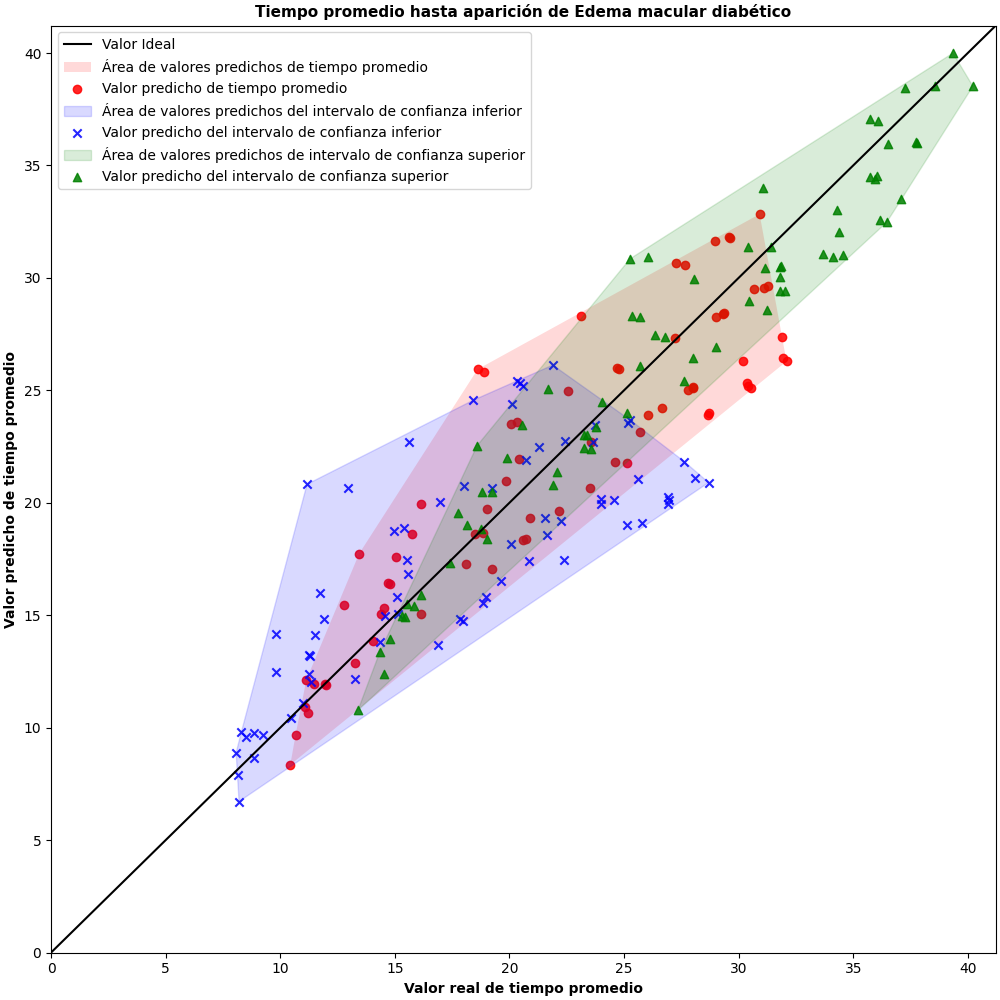 Tiempo promedio hasta aparición de Edema macular diabético
Valor Ideal
Área de valores predichos de tiempo promedio
Valor predicho de tiempo promedio
Área de valores predichos del intervalo de confianza inferior
Valor predicho del intervalo de confianza inferior
Área de valores predichos de intervalo de confianza superior
Valor predicho del intervalo de confianza superior
Valor predicho de tiempo promedio
40
35
30
25
20
15
10
5
0
0 5 10 15 20 25 30 35 40
Valor real de tiempo promedio